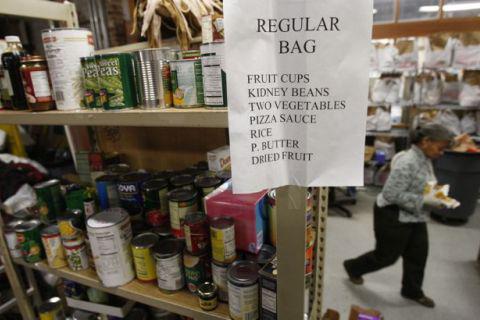 REGULAR
BAG
FRUIT CUPS
KIDNEY BEANS
TWO VEGETABLES
PIZZA SAUCE
RICE
P. BUTTER
DRIED FRUIT